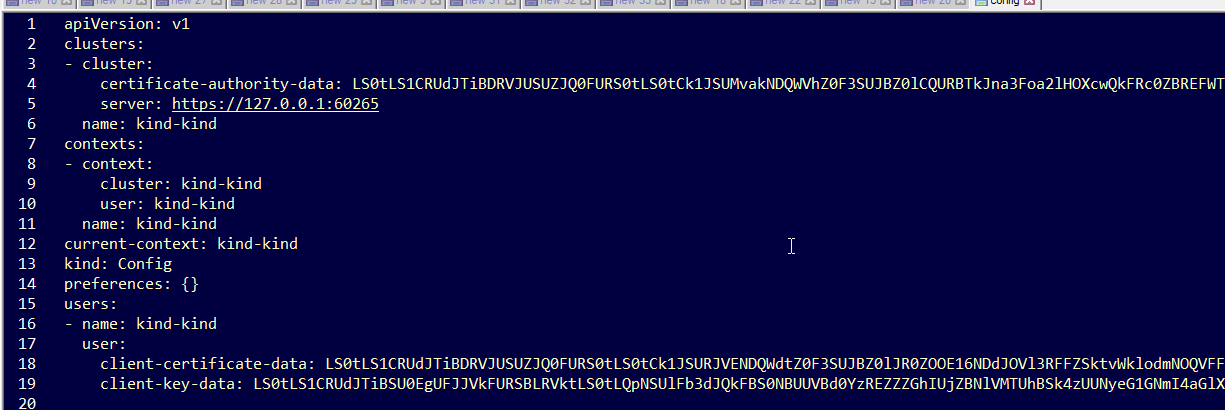 new 10 new 13 new 27 new 28 new 25 new 3 new 31 new 32 new 33 new 18 new 22 new 15 new 20 config
1 apiVersion: v1
2 clusters:
3 - cluster:
4 certificate-authority-data: LS0tLS1CRUdJTiBDRVJUSUZJQ0FURS0tLS0tCk1JSUMvakNDQWVhZ0F3SUJBZ0lCQURBTkJna3Foa2lHOXcwQkFRc0ZBREFWT
5 server: https://127.0.0.1:60265
6 name: kind-kind
7 contexts:
8 - context:
9 cluster: kind-kind
10 user: kind-kind
11 name: kind-kind
12 current-context: kind-kind
13 kind: Config
14 preferences: {}
15 users:
16 - name: kind-kind
17 user:
18 client-certificate-data: LS0tLS1CRUdJTiBDRVJUSUZJQ0FURS0tLS0tCk1JSURJVENDQWdtZ0F3SUJBZ0lJR0ZOOE16NDdJOVl3RFFZSktvWklodmNOQVFF
19 client-key-data: LS0tLS1CRUdJTiBSU0EgUFJJVkFURSBLRVktLS0tLQpNSUlFb3dJQkFBS0NBUUVBd0YzREZZZGhIUjZBNlVMTUhBSk4zUUNyeG1GNmI4aGlX
20